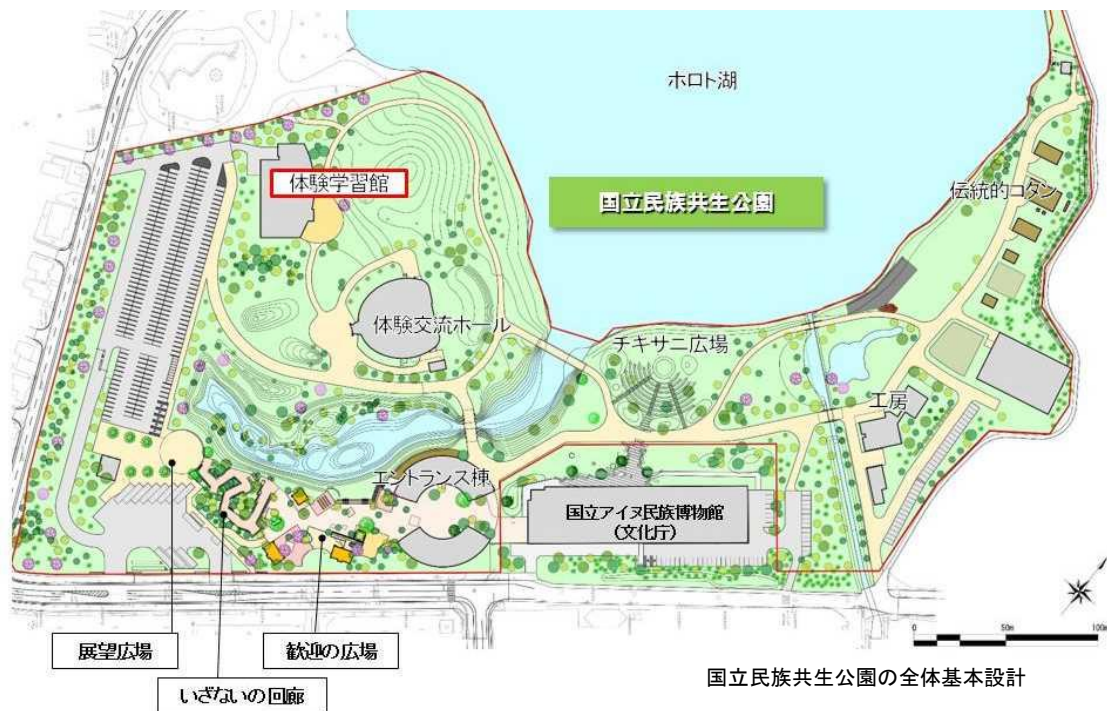 ホロト湖
体験学習館
国立民族共生公園
伝統的コタン
体験交流ホール
チキサニ広場
工房
エントランス棟
国立アイヌ民族博物館
(文化庁)
0 50m 100m
展望広場
歓迎の広場
いざないの回廊
国立民族共生公園の全体基本設計